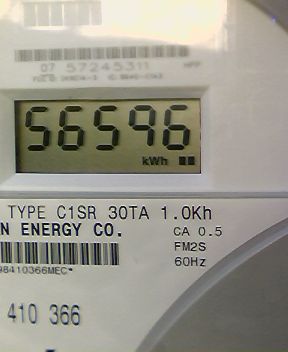 07 57245311
56596
kWh
TYPE C1SR 30TA 1.0Kh
N ENERGY CO.
CA 0.5
FM2S
60Hz
98410366MEC*
410 366